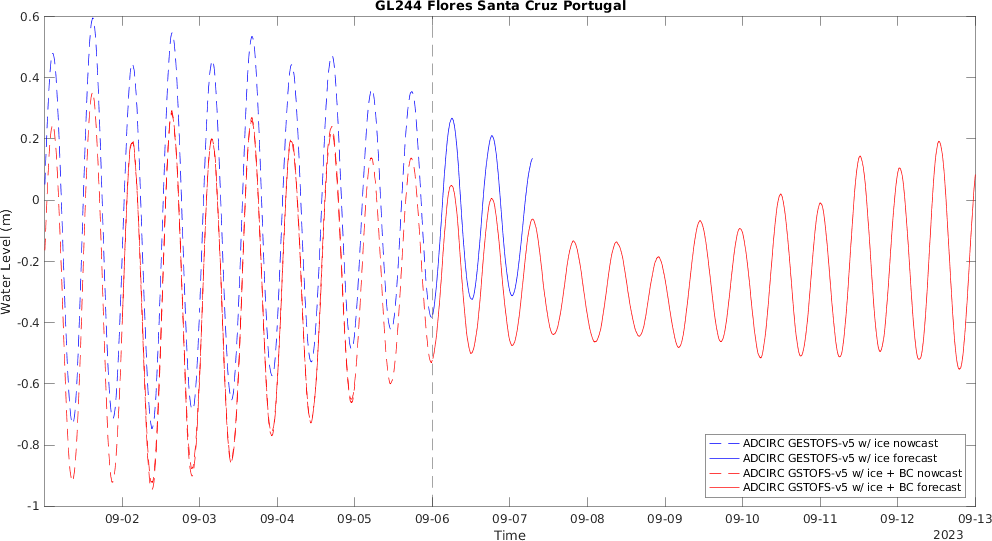 GL244 Flores Santa Cruz Portugal
0.6
0.4
0.2
0
-0.2
-0.4
-0.6
-0.8
-1
Water Level (m)
ADCIRC GESTOFS-v5 w/ ice nowcast
ADCIRC GESTOFS-v5 w/ ice forecast
ADCIRC GSTOFS-v5 w/ ice + BC nowcast
ADCIRC GSTOFS-v5 w/ ice + BC forecast
09-02 09-03 09-04 09-05 09-06 09-07 09-08 09-09 09-10 09-11 09-12 09-13
Time
2023